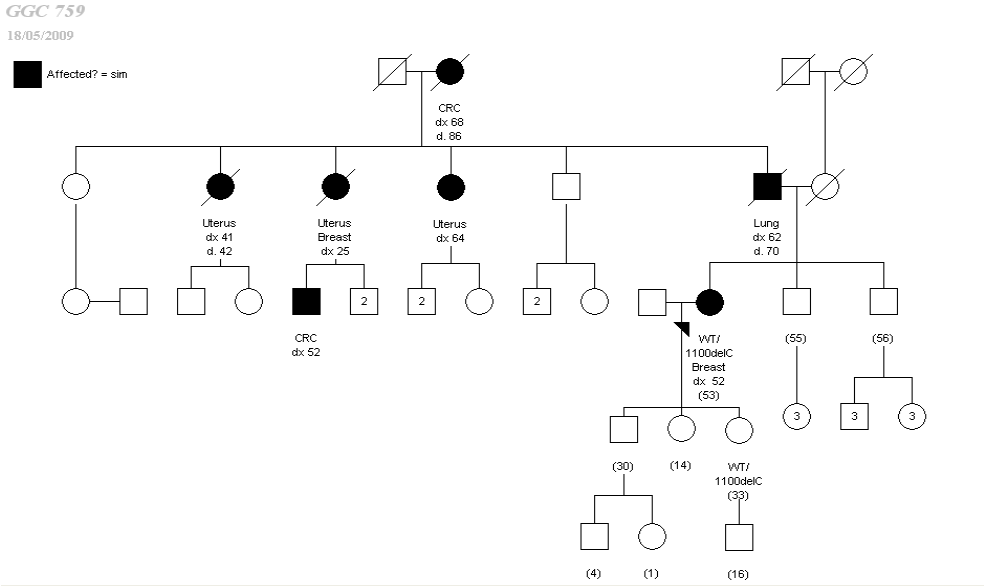 GGC 759
18/05/2009
Affected? = sim
CRC
dx 68
d. 86
Uterus
dx 41
d. 42
Uterus
Breast
dx 25
Uterus
dx 64
Lung
dx 62
d. 70
2
2
2
CRC
dx 52
WT/
1100delC
Breast
dx 52
(53)
(55)
(56)
3
3
3
(30)
(14)
WT/
1100delC
(33)
(4)
(1)
(16)